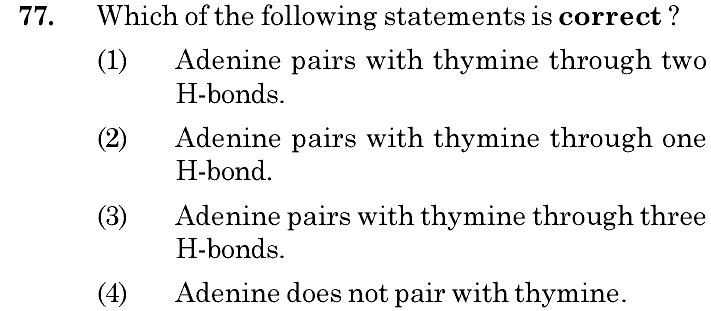 77. Which of the following statements is correct ?
(1) Adenine pairs with thymine through two
H-bonds.
(2) Adenine pairs with thymine through one
H-bond.
(3) Adenine pairs with thymine through three
H-bonds.
(4) Adenine does not pair with thymine.